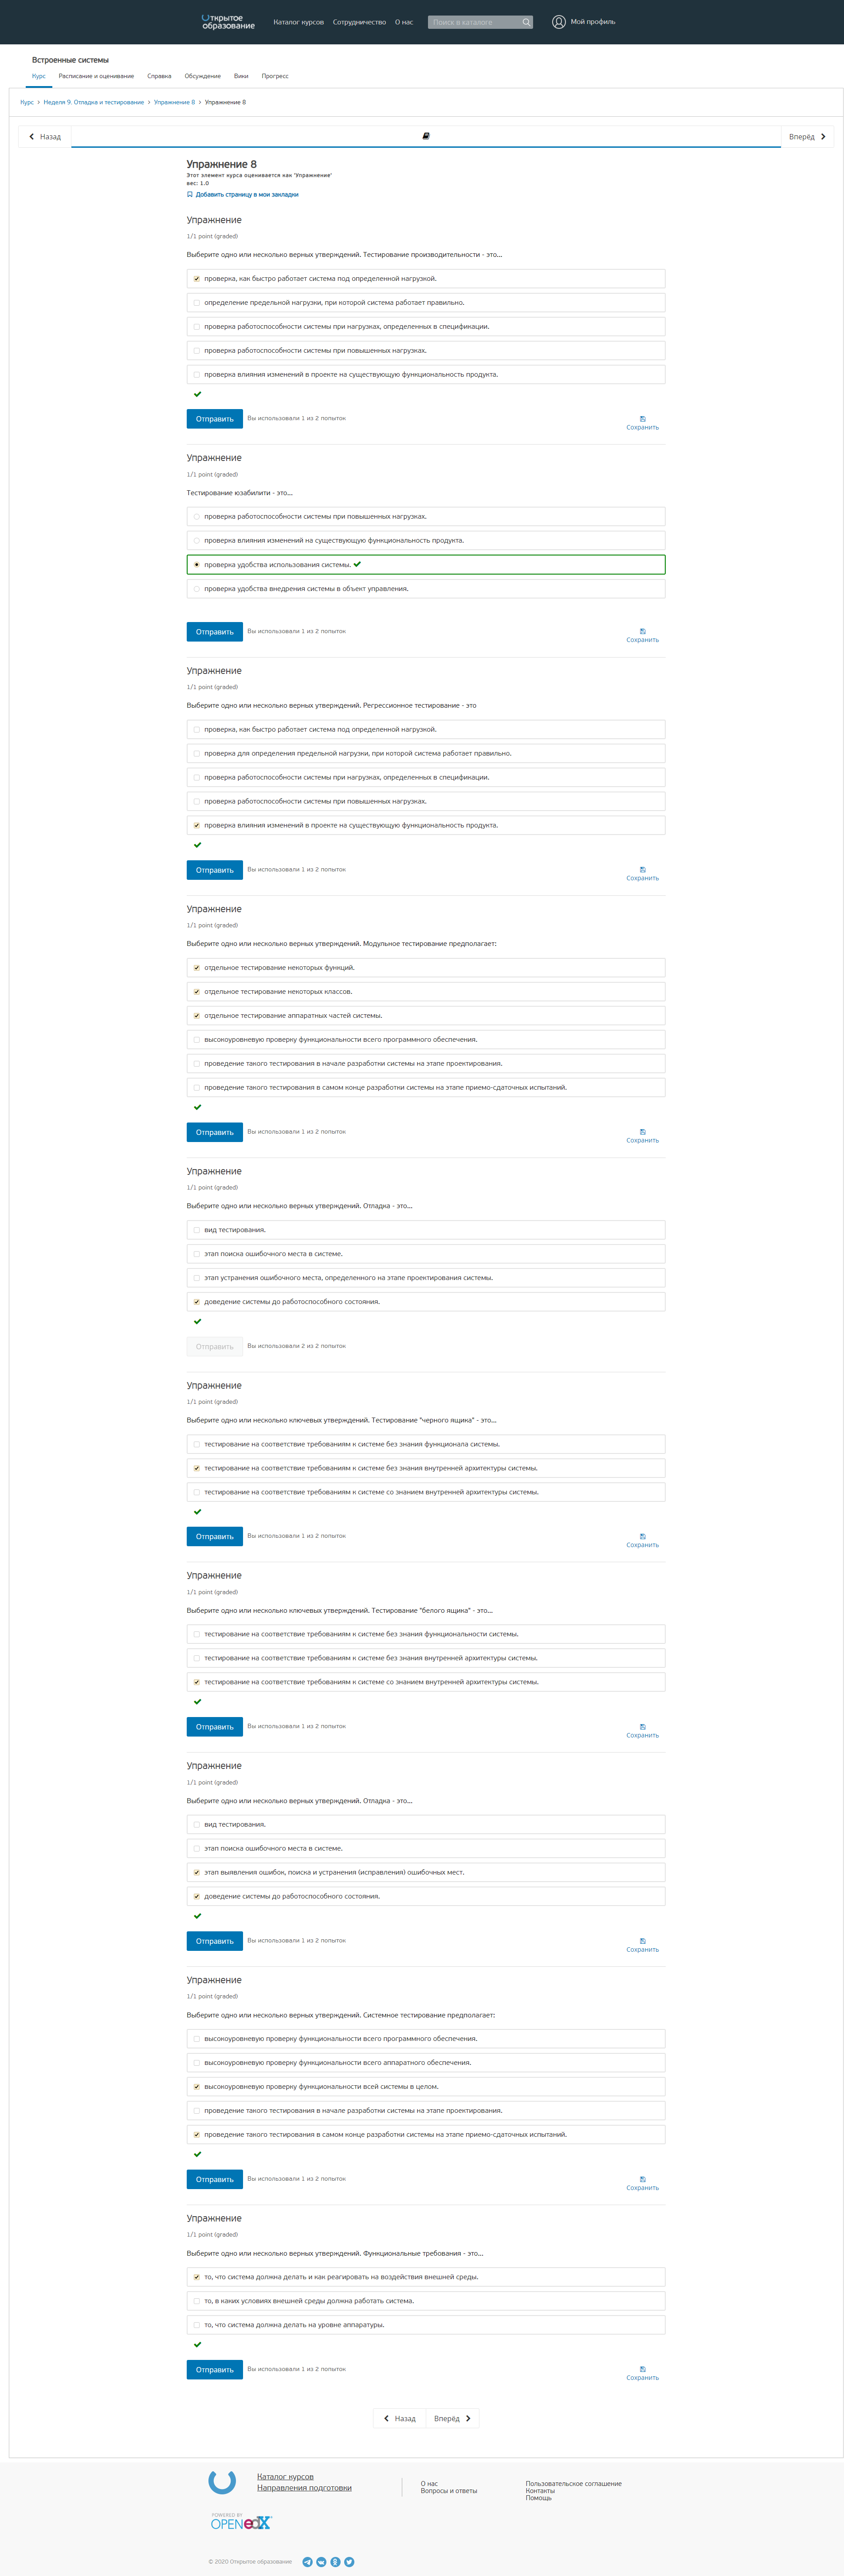 Открытое образование
Каталог курсов Сотрудничество О нас Поиск в каталоге Мой профиль
Встроенные системы
Курс Расписание и оценивание Справка Обсуждение Вики Прогресс
Курс > Неделя 9. Отладка и тестирование > Упражнение 8 > Упражнение 8
Назад Вперёд
Упражнение 8
Этот элемент курса оценивается как 'Упражнение'
вес: 1.0
Добавить страницу в мои закладки
Упражнение
1/1 point (graded)
Выберите одно или несколько верных утверждений. Тестирование производительности - это...
проверка, как быстро работает система под определенной нагрузкой.
определение предельной нагрузки, при которой система работает правильно.
проверка работоспособности системы при нагрузках, определенных в спецификации.
проверка работоспособности системы при повышенных нагрузках.
проверка влияния изменений в проекте на существующую функциональность продукта.
Отправить Вы использовали 1 из 2 попыток
Сохранить
Упражнение
1/1 point (graded)
Тестирование юзабилити - это...
проверка работоспособности системы при повышенных нагрузках.
проверка влияния изменений на существующую функциональность продукта.
проверка удобства использования системы.
проверка удобства внедрения системы в объект управления.
Отправить Вы использовали 1 из 2 попыток
Сохранить
Упражнение
1/1 point (graded)
Выберите одно или несколько верных утверждений. Регрессионное тестирование - это
проверка, как быстро работает система под определенной нагрузкой.
проверка для определения предельной нагрузки, при которой система работает правильно.
проверка работоспособности системы при нагрузках, определенных в спецификации.
проверка работоспособности системы при повышенных нагрузках.
проверка влияния изменений в проекте на существующую функциональность продукта.
Отправить Вы использовали 1 из 2 попыток
Сохранить
Упражнение
1/1 point (graded)
Выберите одно или несколько верных утверждений. Модульное тестирование предполагает:
отдельное тестирование некоторых функций.
отдельное тестирование некоторых классов.
отдельное тестирование аппаратных частей системы.
высокоуровневую проверку функциональности всего программного обеспечения.
проведение такого тестирования в начале разработки системы на этапе проектирования.
проведение такого тестирования в самом конце разработки системы на этапе приемо-сдаточных испытаний.
Отправить Вы использовали 1 из 2 попыток
Сохранить
Упражнение
1/1 point (graded)
Выберите одно или несколько верных утверждений. Отладка - это...
вид тестирования.
этап поиска ошибочного места в системе.
этап устранения ошибочного места, определенного на этапе проектирования системы.
доведение системы до работоспособного состояния.
Отправить Вы использовали 2 из 2 попыток
Упражнение
1/1 point (graded)
Выберите одно или несколько ключевых утверждений. Тестирование "черного ящика" - это...
тестирование на соответствие требованиям к системе без знания функционала системы.
тестирование на соответствие требованиям к системе без знания внутренней архитектуры системы.
тестирование на соответствие требованиям к системе со знанием внутренней архитектуры системы.
Отправить Вы использовали 1 из 2 попыток
Сохранить
Упражнение
1/1 point (graded)
Выберите одно или несколько ключевых утверждений. Тестирование "белого ящика" - это...
тестирование на соответствие требованиям к системе без знания функциональности системы.
тестирование на соответствие требованиям к системе без знания внутренней архитектуры системы.
тестирование на соответствие требованиям к системе со знанием внутренней архитектуры системы.
Отправить Вы использовали 1 из 2 попыток
Сохранить
Упражнение
1/1 point (graded)
Выберите одно или несколько верных утверждений. Отладка - это...
вид тестирования.
этап поиска ошибочного места в системе.
этап выявления ошибок, поиска и устранения (исправления) ошибочных мест.
доведение системы до работоспособного состояния.
Отправить Вы использовали 1 из 2 попыток
Сохранить
Упражнение
1/1 point (graded)
Выберите одно или несколько верных утверждений. Системное тестирование предполагает:
высокоуровневую проверку функциональности всего программного обеспечения.
высокоуровневую проверку функциональности всего аппаратного обеспечения.
высокоуровневую проверку функциональности всей системы в целом.
проведение такого тестирования в начале разработки системы на этапе проектирования.
проведение такого тестирования в самом конце разработки системы на этапе приемо-сдаточных испытаний.
Отправить Вы использовали 1 из 2 попыток
Сохранить
Упражнение
1/1 point (graded)
Выберите одно или несколько верных утверждений. Функциональные требования - это...
то, что система должна делать и как реагировать на воздействия внешней среды.
то, в каких условиях внешней среды должна работать система.
то, что система должна делать на уровне аппаратуры.
Отправить Вы использовали 1 из 2 попыток
Сохранить
Назад Вперёд
Каталог курсов
Направления подготовки
О нас
Вопросы и ответы
Пользовательское соглашение
Контакты
Помощь
POWERED BY
OPEN edX
© 2020 Открытое образование